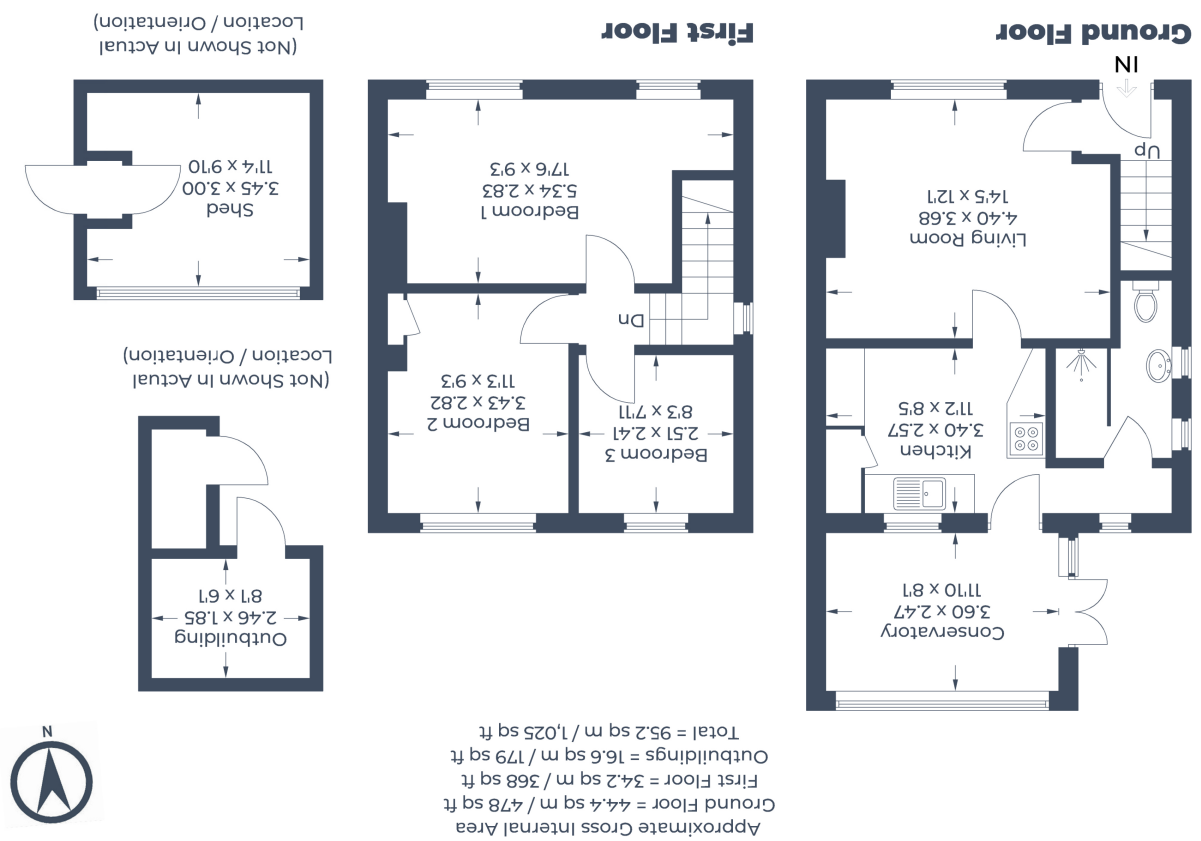 Approximate Gross Internal Area
Ground Floor = 44.4 sq m / 478 sq ft
First Floor = 34.2 sq m / 368 sq ft
Outbuildings = 16.6 sq m / 179 sq ft
Total = 95.2 sq m / 1,025 sq ft
N
Conservatory
3.60 x 2.47
11'10 x 8'1
Kitchen
3.40 x 2.57
11'2 x 8'5
Living Room
4.40 x 3.68
14'5 x 12'1
Up
IN
Ground Floor
Bedroom 3
2.51 x 2.41
8'3 x 7'11
Bedroom 2
3.43 x 2.82
11'3 x 9'3
Dn
Bedroom 1
5.34 x 2.83
17'6 x 9'3
First Floor
Outbuilding
2.46 x 1.85
8'1 x 6'1
(Not Shown In Actual
Location / Orientation)
Shed
3.45 x 3.00
11'4 x 9'10
(Not Shown In Actual
Location / Orientation)